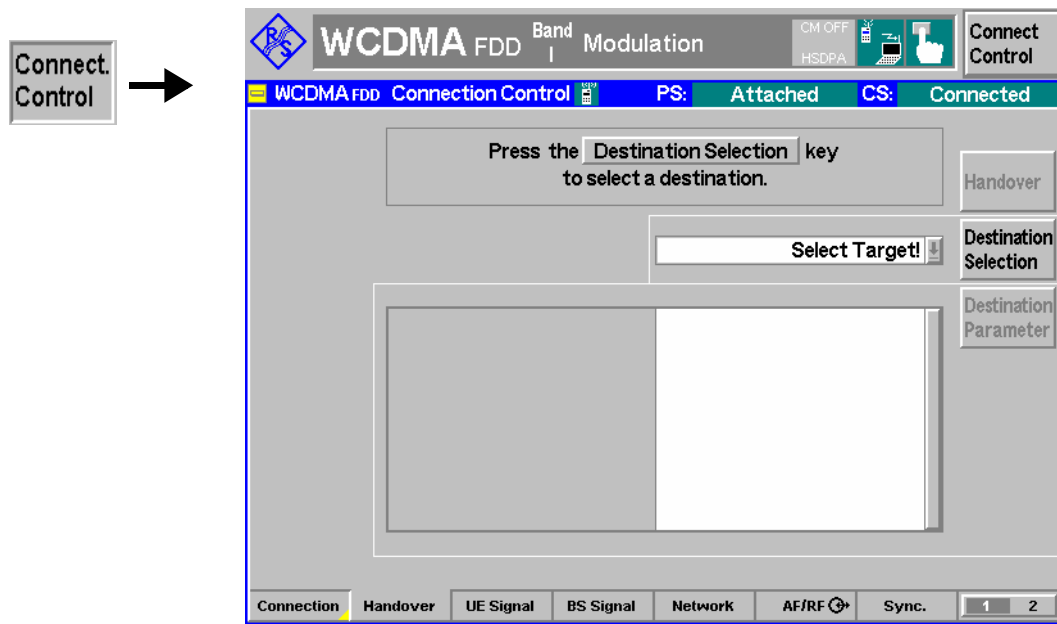 Connect.
Control
R&S
WCDMA FDD Band I Modulation
CM OFF
HSDPA
Connect
Control
WCDMA FDD Connection Control PS: Attached CS: Connected
Press the Destination Selection key
to select a destination.
Handover
Select Target!
Destination
Selection
Destination
Parameter
Connection Handover UE Signal BS Signal Network AF/RF Sync. 1 2